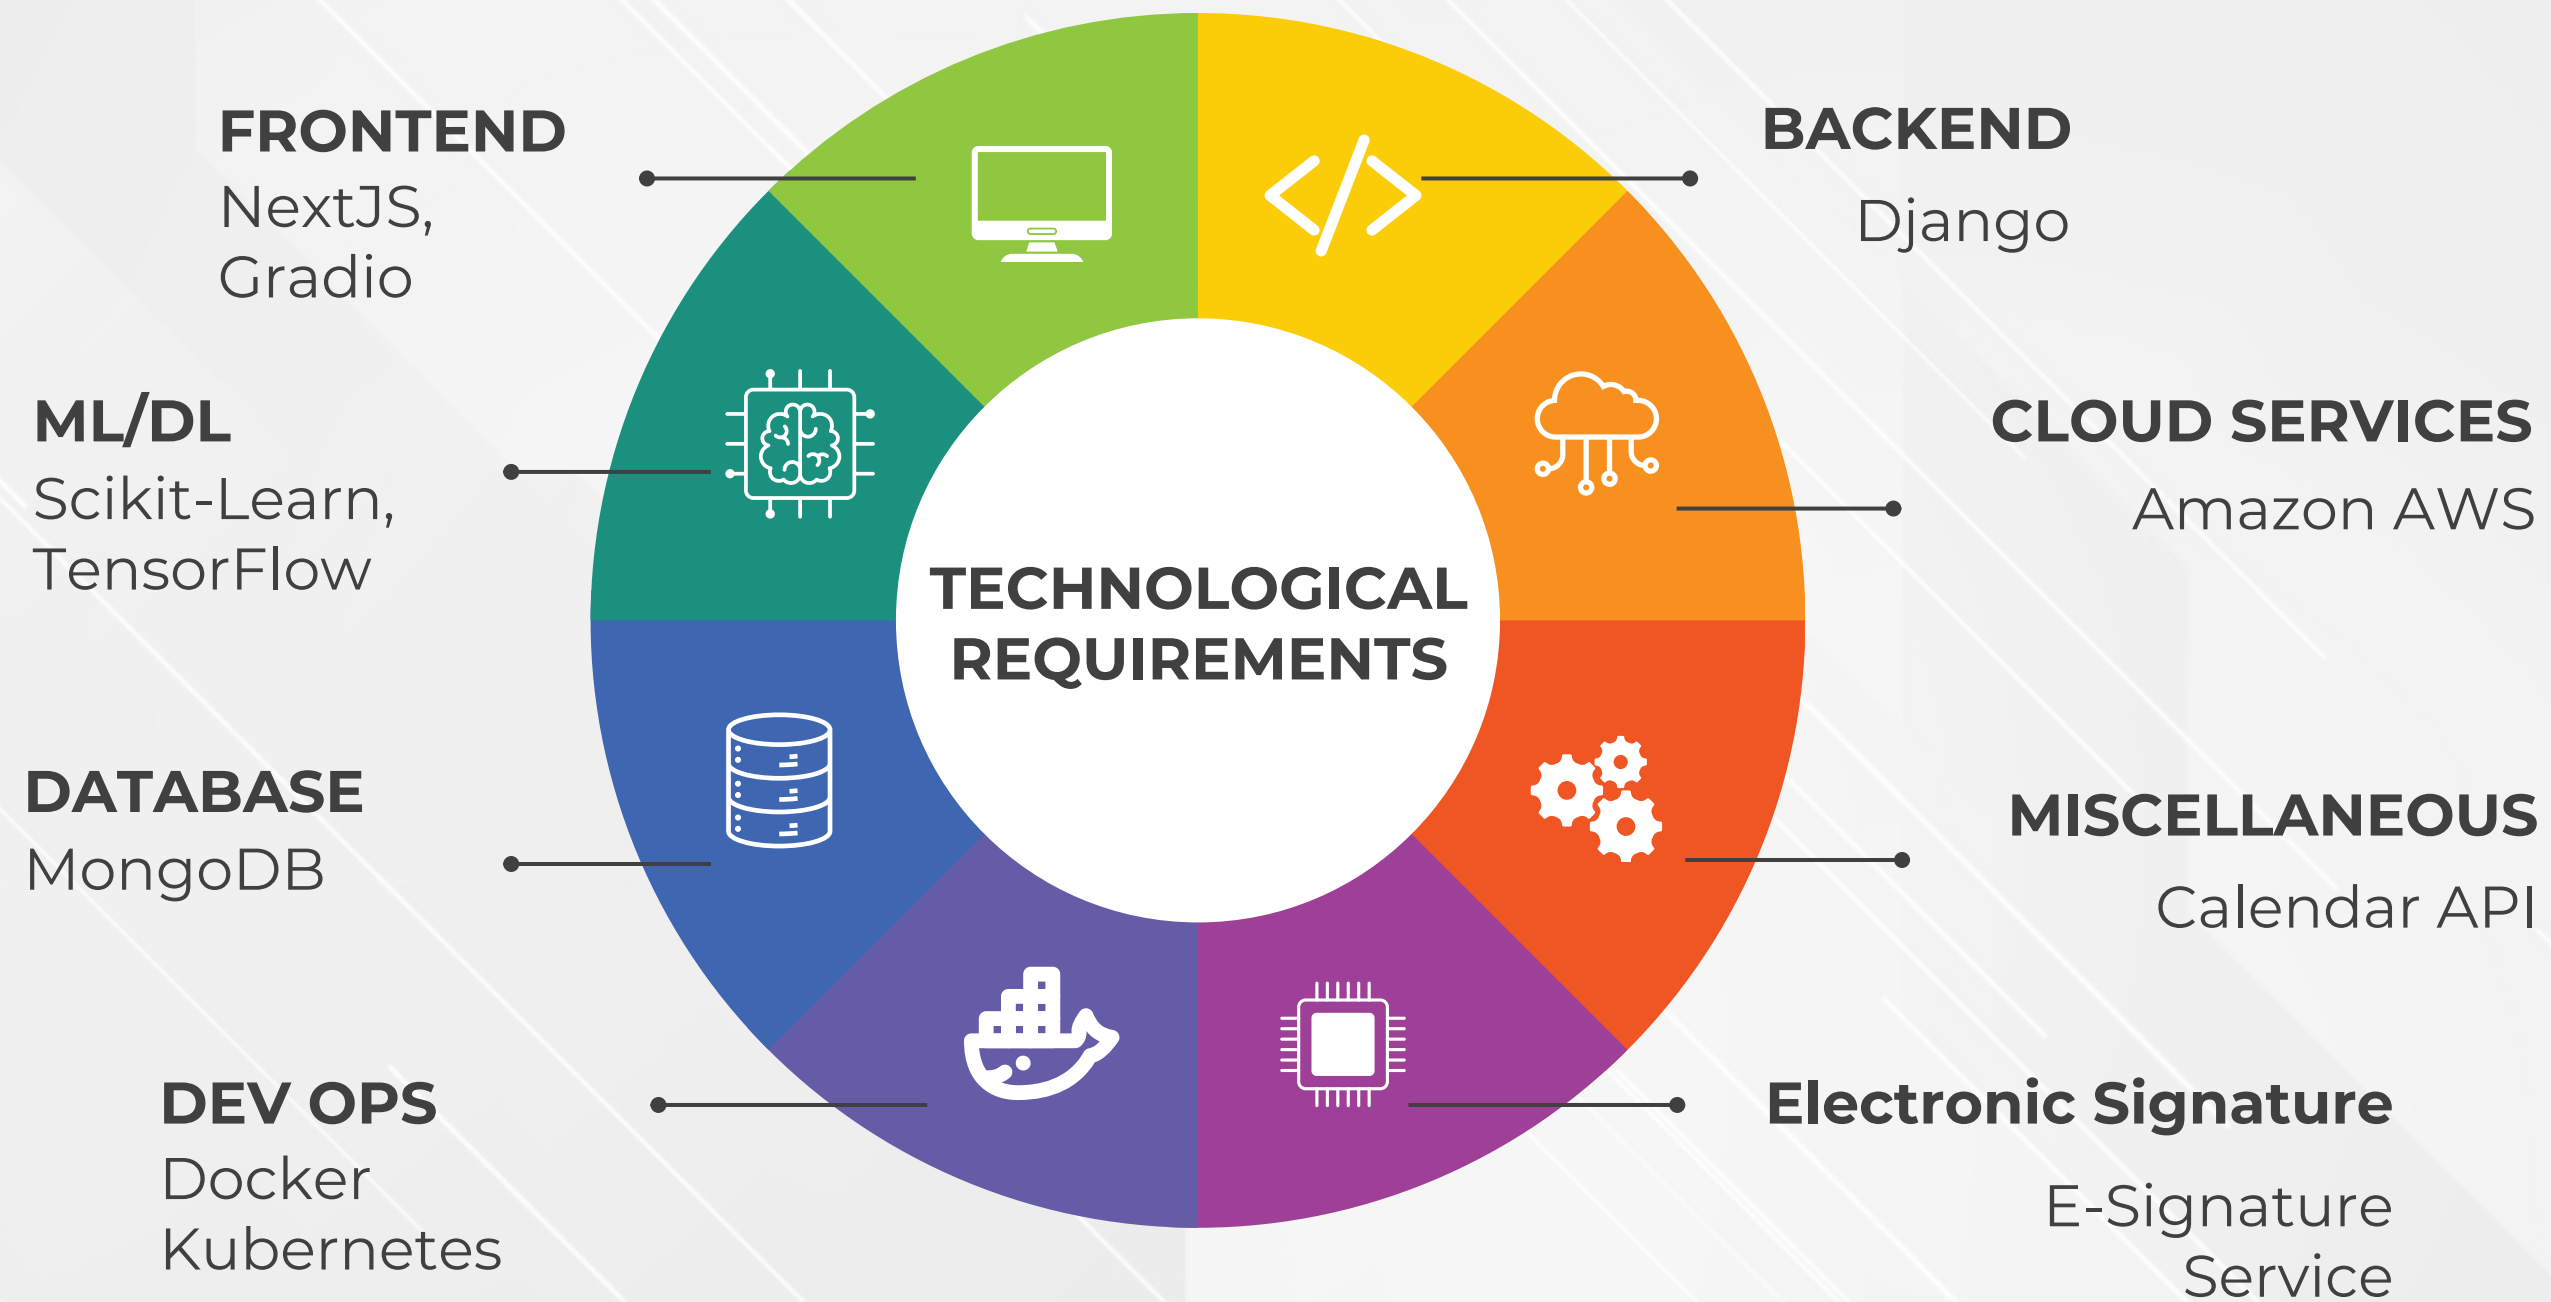 FRONTEND
NextJS,
Gradio
BACKEND
Django
ML/DL
Scikit-Learn,
TensorFlow
CLOUD SERVICES
Amazon AWS
TECHNOLOGICAL
REQUIREMENTS
DATABASE
MongoDB
MISCELLANEOUS
Calendar API
DEV OPS
Docker
Kubernetes
Electronic Signature
E-Signature
Service